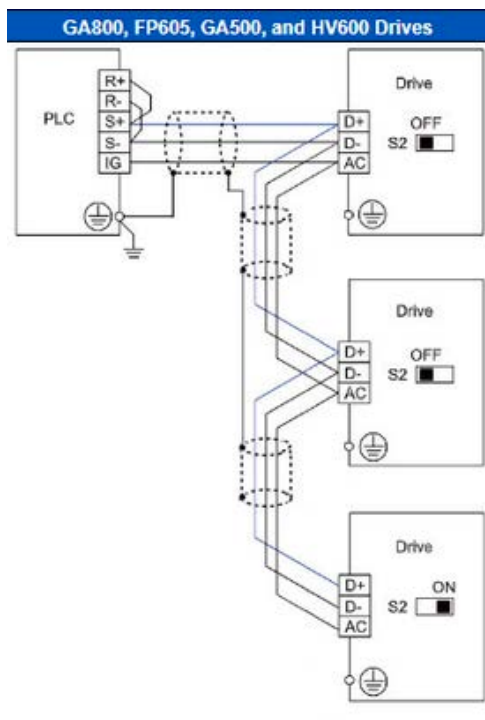 GA800, FP605, GA500, and HV600 Drives
PLC
R+
R-
S+
S-
IG
Drive
D+
D-
AC
OFF
S2
Drive
D+
D-
AC
OFF
S2
Drive
D+
D-
AC
ON
S2